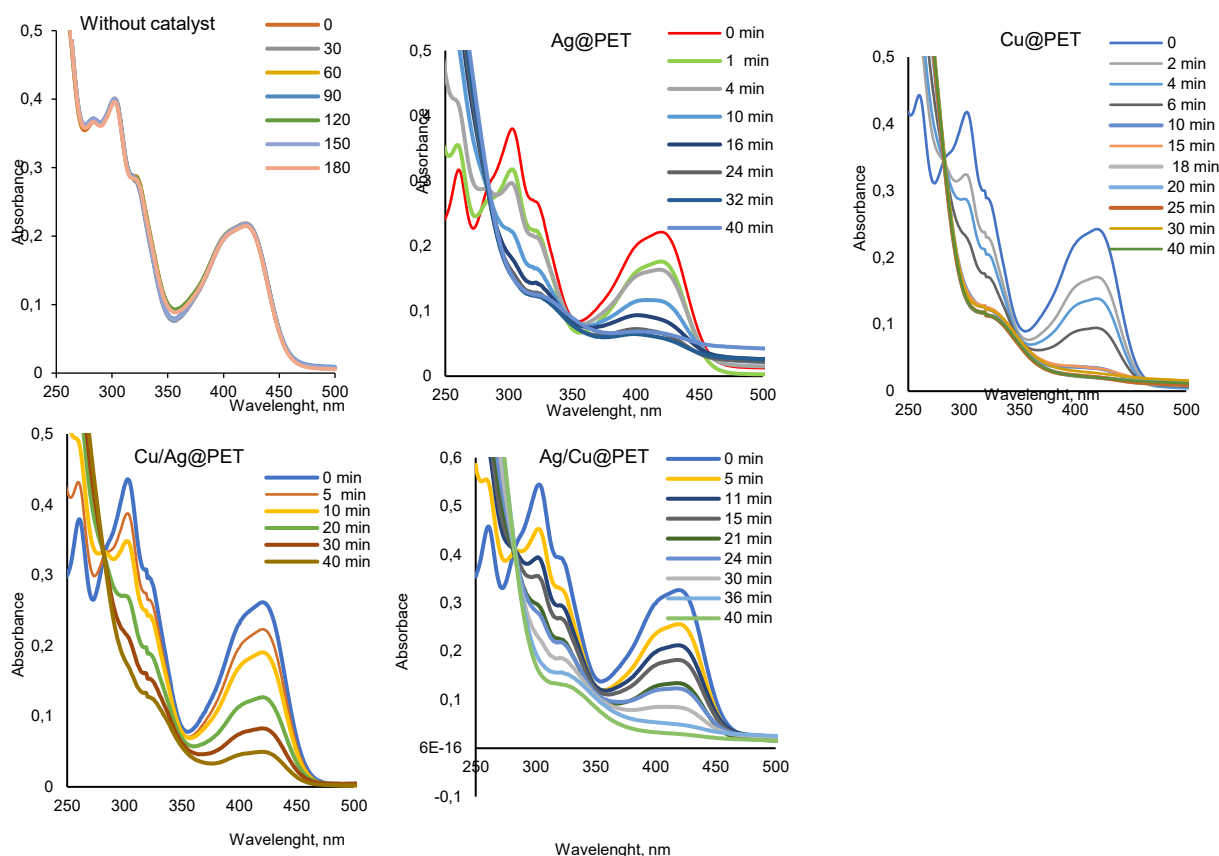 Without catalyst
0
30
60
90
120
150
180
0,5
0,4
0,3
0,2
0,1
0
Absorbance
250 300 350 400 450 500
Wavelenght, nm
Ag@PET
0 min
1 min
4 min
10 min
16 min
24 min
32 min
40 min
0,5
0,4
0,3
0,2
0,1
0
Absorbance
250 300 350 400 450 500
Wavelenght, nm
Cu@PET
0
2 min
4 min
6 min
10 min
15 min
18 min
20 min
25 min
30 min
40 min
0,5
0,4
0,3
0,2
0,1
0
Absorbance
250 300 350 400 450 500
Wavelenght, nm
Cu/Ag@PET
0 min
5 min
10 min
20 min
30 min
40 min
0,5
0,4
0,3
0,2
0,1
0
Absorbance
250 300 350 400 450 500
Wavelenght, nm
Ag/Cu@PET
0 min
5 min
11 min
15 min
21 min
24 min
30 min
36 min
40 min
0,6
0,5
0,4
0,3
0,2
0,1
6E-16
-0,1
Absorbace
250 300 350 400 450 500
Wavelenght, nm